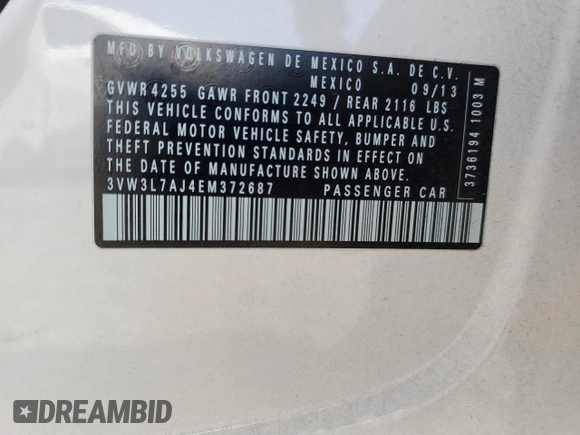 MFD BY VOLKSWAGEN DE MEXICO S.A. DE C.V.
MEXICO 09/13
GVWR 4255 GAWR FRONT 2249 / REAR 2116 LBS
THIS VEHICLE CONFORMS TO ALL APPLICABLE
FEDERAL MOTOR VEHICLE SAFETY, BUMPER AND
THEFT PREVENTION STANDARDS IN EFFECT ON
THE DATE OF MANUFACTURE SHOWN ABOVE.
3VW3L7AJ4EM372687 PASSENGER CAR
3736194 1003 M
DREAMBID